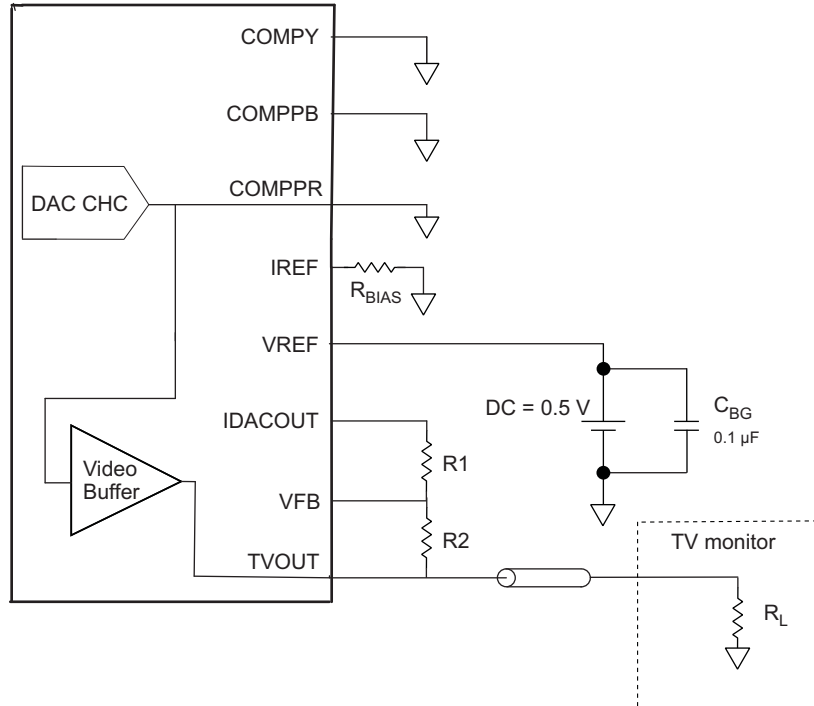 COMPY
COMPPB
DAC CHC
COMPPR
IREF
RBIAS
VREF
DC = 0.5 V
CBG
0.1 µF
IDACOUT
R1
Video
Buffer
VFB
R2
TVOUT
TV monitor
RL